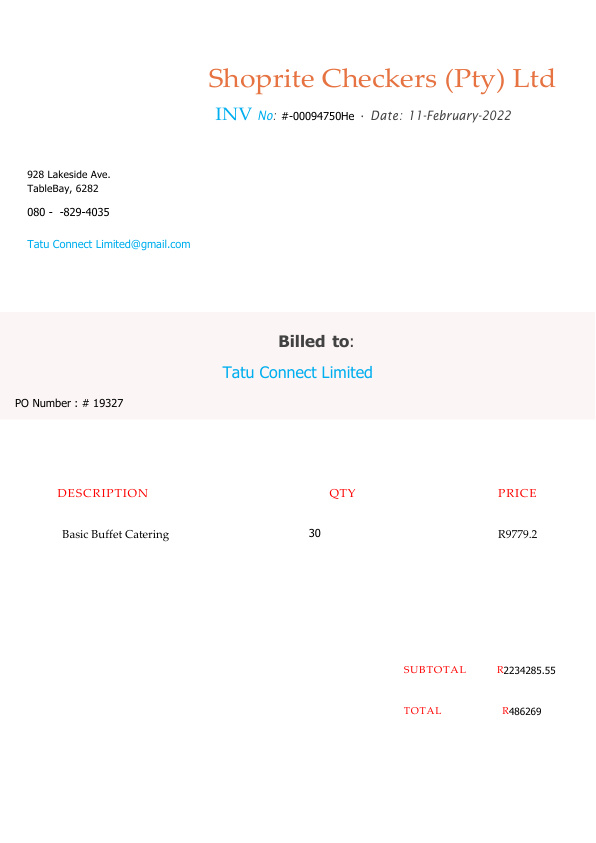 Shoprite Checkers (Pty) Ltd
INV No: #-00094750He · Date: 11-February-2022
928 Lakeside Ave.
TableBay, 6282
080 -  -829-4035
Tatu Connect Limited@gmail.com
Billed to:
Tatu Connect Limited
PO Number : # 19327
DESCRIPTION QTY PRICE
Basic Buffet Catering 30 R9779.2
SUBTOTAL R2234285.55
TOTAL R486269